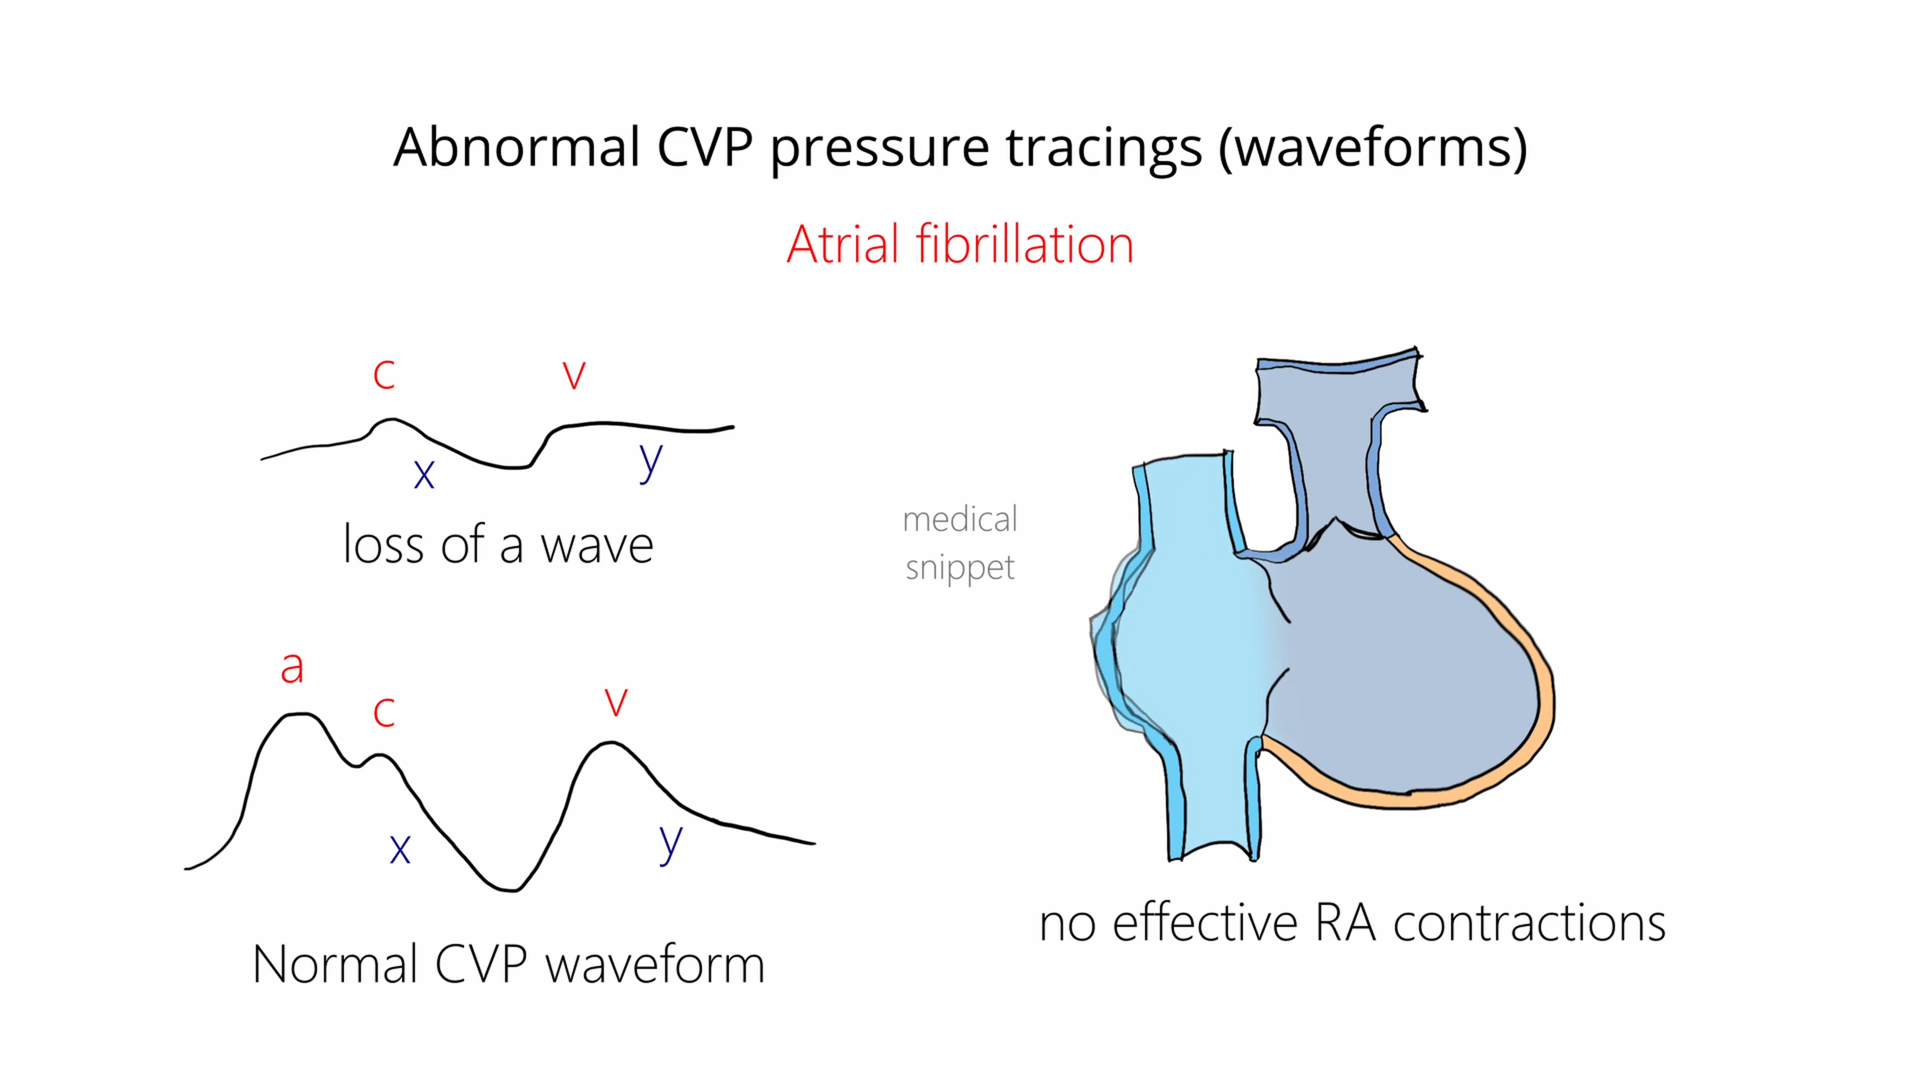 Abnormal CVP pressure tracings (waveforms)
Atrial fibrillation
c
v
x
y
loss of a wave
medical
snippet
a
c
v
x
y
Normal CVP waveform
no effective RA contractions